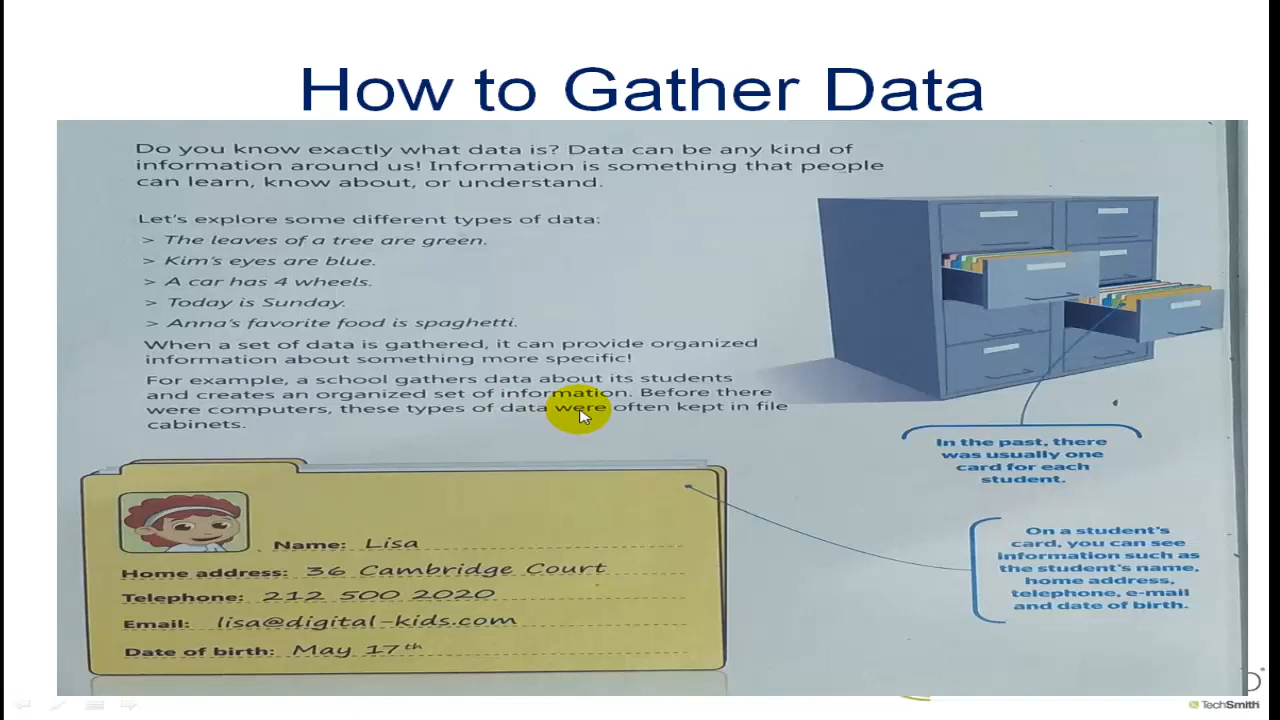 How to Gather Data
Do you know exactly what data is? Data can be any kind of
information around us! Information is something that people
can learn, know about, or understand.
Let's explore some different types of data:
> The leaves of a tree are green.
> Kim's eyes are blue.
> A car has 4 wheels.
> Today is Sunday.
> Anna's favorite food is spaghetti.
When a set of data is gathered, it can provide organized
information about something more specific!
For example, a school gathers data about its students
and creates an organized set of information. Before there
were computers, these types of data were often kept in file
cabinets.
In the past, there
was usually one
card for each
student.
Name: Lisa
Home address: 36 Cambridge Court
Telephone: 212 500 2020
Email: lisa@digital-kids.com
Date of birth: May 17th
On a student's
card, you can see
information such as
the student's name,
home address,
telephone, e-mail
and date of birth.
TechSmith